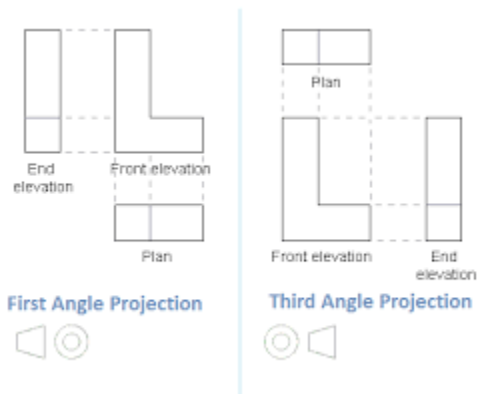 End
elevation
Front elevation
Plan
First Angle Projection
Plan
Front elevation
End
elevation
Third Angle Projection